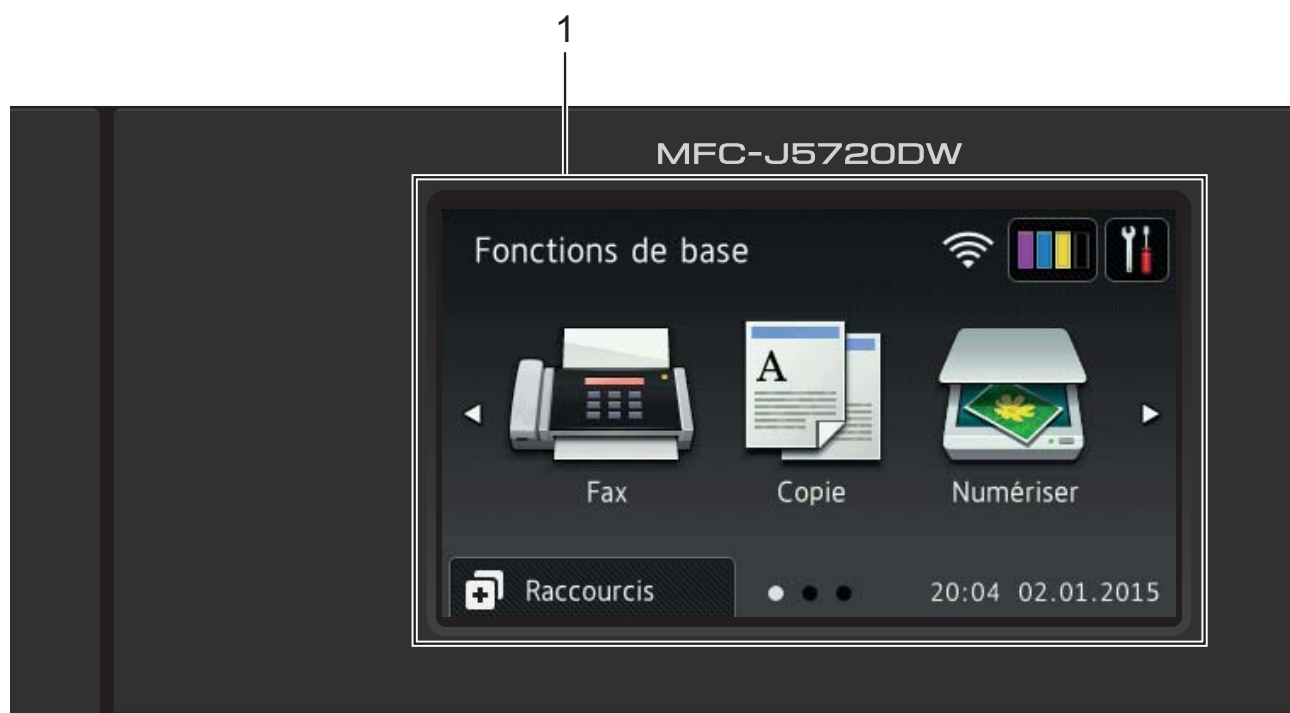 1
MFC-J5720DW
Fonctions de base
A
Fax Copie Numériser
Raccourcis 20:04 02.01.2015